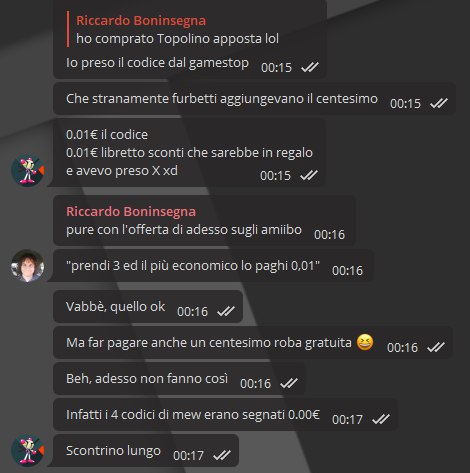 Riccardo Boninsegna
ho comprato Topolino apposta lol
Io preso il codice dal gamestop 00:15
Che stranamente furbetti aggiungevano il centesimo 00:15
0.01€ il codice
0.01€ libretto sconti che sarebbe in regalo
e avevo preso X xd 00:15
Riccardo Boninsegna
pure con l'offerta di adesso sugli amiibo 00:16
"prendi 3 ed il più economico lo paghi 0,01" 00:16
Vabbè, quello ok 00:16
Ma far pagare anche un centesimo roba gratuita 😆 00:16
Beh, adesso non fanno così 00:16
Infatti i 4 codici di mew erano segnati 0.00€ 00:17
Scontrino lungo 00:17